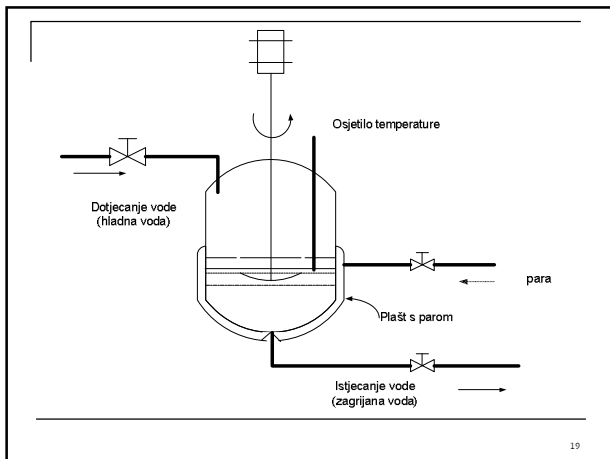 Osjetilo temperature
Dotjecanje vode
(hladna voda)
para
Plašt s parom
Istjecanje vode
(zagrijana voda)
19